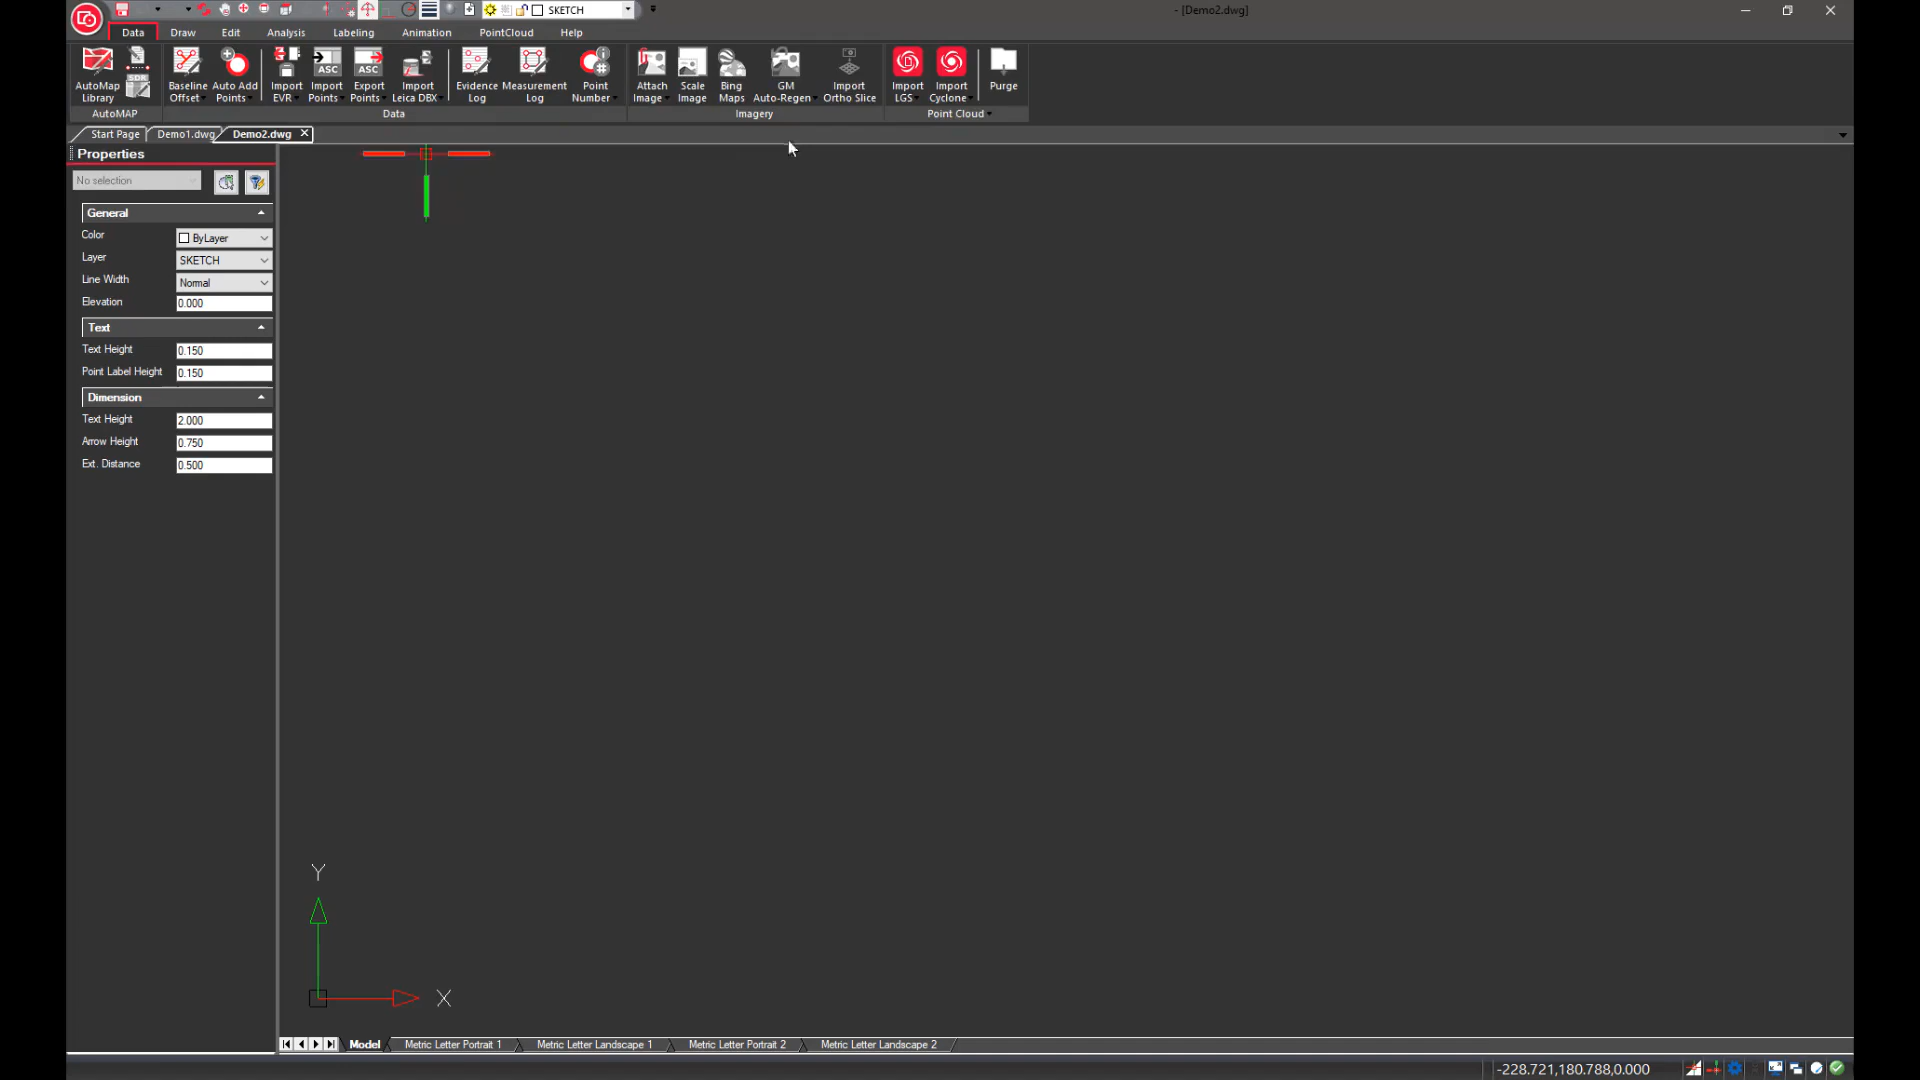 SKETCH
- [Demo2.dwg]
Data Draw Edit Analysis Labeling Animation PointCloud Help
AutoMap Library
SDR
Baseline Offset
Auto Add Points
Import EVR
ASC
Import Points
ASC
Export Points
Import Leica DBX
Evidence Log
Measurement Log
Point Number
Attach Image
Scale Image
Bing Maps
GM Auto-Regen
Import Ortho Slice
Import LGS
Import Cyclone
Purge
AutoMAP
Data
Imagery
Point Cloud
Start Page Demo1.dwg Demo2.dwg
Properties
No selection
General
Color ByLayer
Layer SKETCH
Line Width Normal
Elevation 0.000
Text
Text Height 0.150
Point Label Height 0.150
Dimension
Text Height 2.000
Arrow Height 0.750
Ext. Distance 0.500
Y
X
Model Metric Letter Portrait 1 Metric Letter Landscape 1 Metric Letter Portrait 2 Metric Letter Landscape 2
-228.721,180.788,0.000